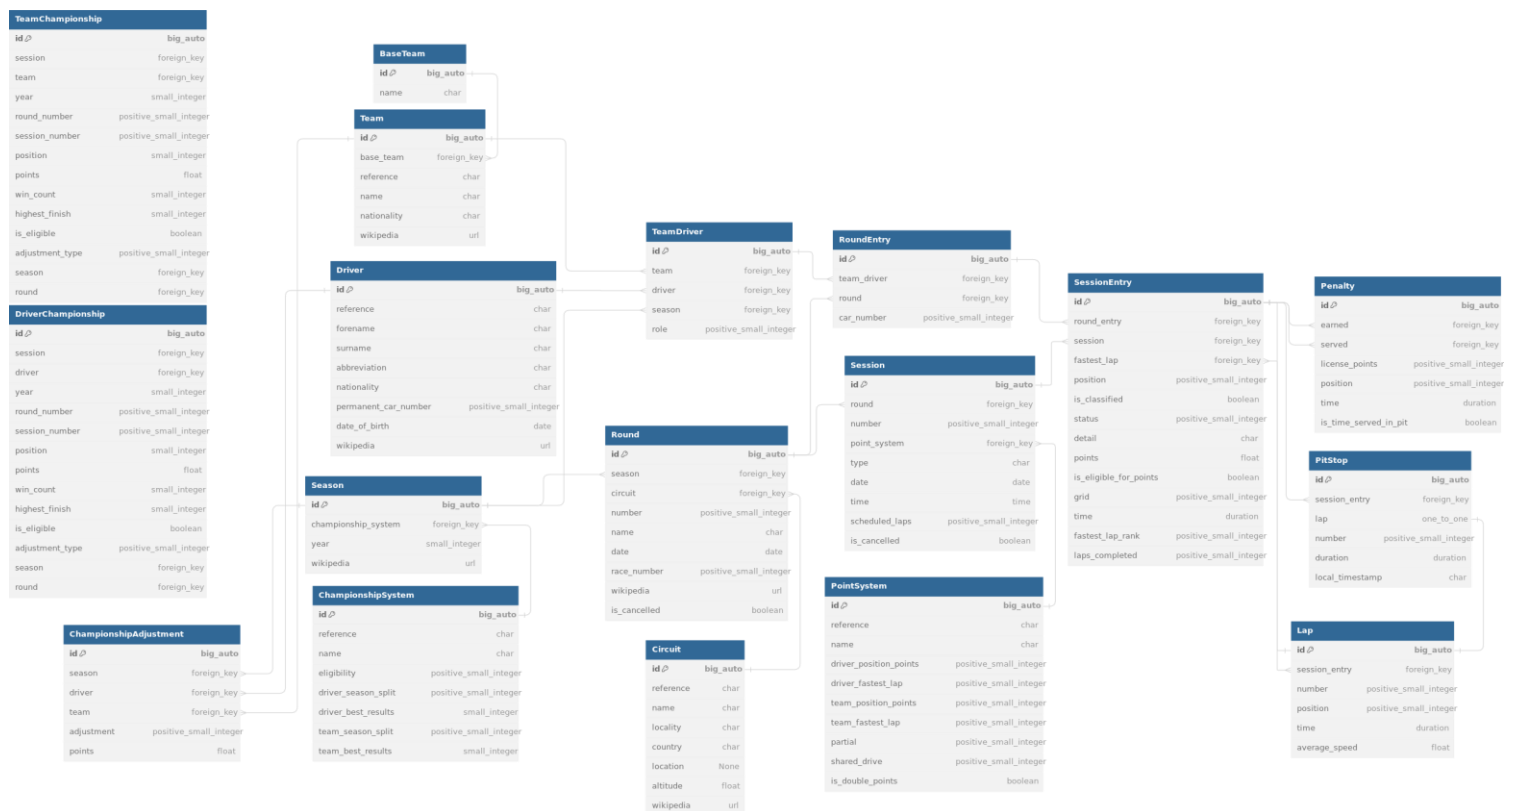 TeamChampionship
id big_auto
session foreign_key
team foreign_key
year small_integer
round_number positive_small_integer
session_number positive_small_integer
position small_integer
points float
win_count small_integer
highest_finish small_integer
is_eligible boolean
adjustment_type positive_small_integer
season foreign_key
round foreign_key
DriverChampionship
id big_auto
session foreign_key
driver foreign_key
year small_integer
round_number positive_small_integer
session_number positive_small_integer
position small_integer
points float
win_count small_integer
highest_finish small_integer
is_eligible boolean
adjustment_type positive_small_integer
season foreign_key
round foreign_key
ChampionshipAdjustment
id big_auto
season foreign_key
driver foreign_key
team foreign_key
adjustment positive_small_integer
points float
BaseTeam
id big_auto
name char
Team
id big_auto
base_team foreign_key
reference char
name char
nationality char
wikipedia url
Driver
id big_auto
reference char
forename char
surname char
abbreviation char
nationality char
permanent_car_number positive_small_integer
date_of_birth date
wikipedia url
Season
id big_auto
championship_system foreign_key
year small_integer
wikipedia url
ChampionshipSystem
id big_auto
reference char
name char
eligibility positive_small_integer
driver_season_split positive_small_integer
driver_best_results small_integer
team_season_split positive_small_integer
team_best_results small_integer
TeamDriver
id big_auto
team foreign_key
driver foreign_key
season foreign_key
role positive_small_integer
Round
id big_auto
season foreign_key
circuit foreign_key
number positive_small_integer
name char
date date
race_number positive_small_integer
wikipedia url
is_cancelled boolean
Circuit
id big_auto
reference char
name char
locality char
country char
location None
altitude float
wikipedia url
RoundEntry
id big_auto
team_driver foreign_key
round foreign_key
car_number positive_small_integer
Session
id big_auto
round foreign_key
number positive_small_integer
point_system foreign_key
type char
date date
time time
scheduled_laps positive_small_integer
is_cancelled boolean
PointSystem
id big_auto
reference char
name char
driver_position_points positive_small_integer
driver_fastest_lap positive_small_integer
team_position_points positive_small_integer
team_fastest_lap positive_small_integer
partial positive_small_integer
shared_drive positive_small_integer
is_double_points boolean
SessionEntry
id big_auto
round_entry foreign_key
session foreign_key
fastest_lap foreign_key
position positive_small_integer
is_classified boolean
status positive_small_integer
detail char
points float
is_eligible_for_points boolean
grid positive_small_integer
time duration
fastest_lap_rank positive_small_integer
laps_completed positive_small_integer
Penalty
id big_auto
earned foreign_key
served foreign_key
license_points positive_small_integer
position positive_small_integer
time duration
is_time_served_in_pit boolean
PitStop
id big_auto
session_entry foreign_key
lap one_to_one
number positive_small_integer
duration duration
local_timestamp char
Lap
id big_auto
session_entry foreign_key
number positive_small_integer
position positive_small_integer
time duration
average_speed float